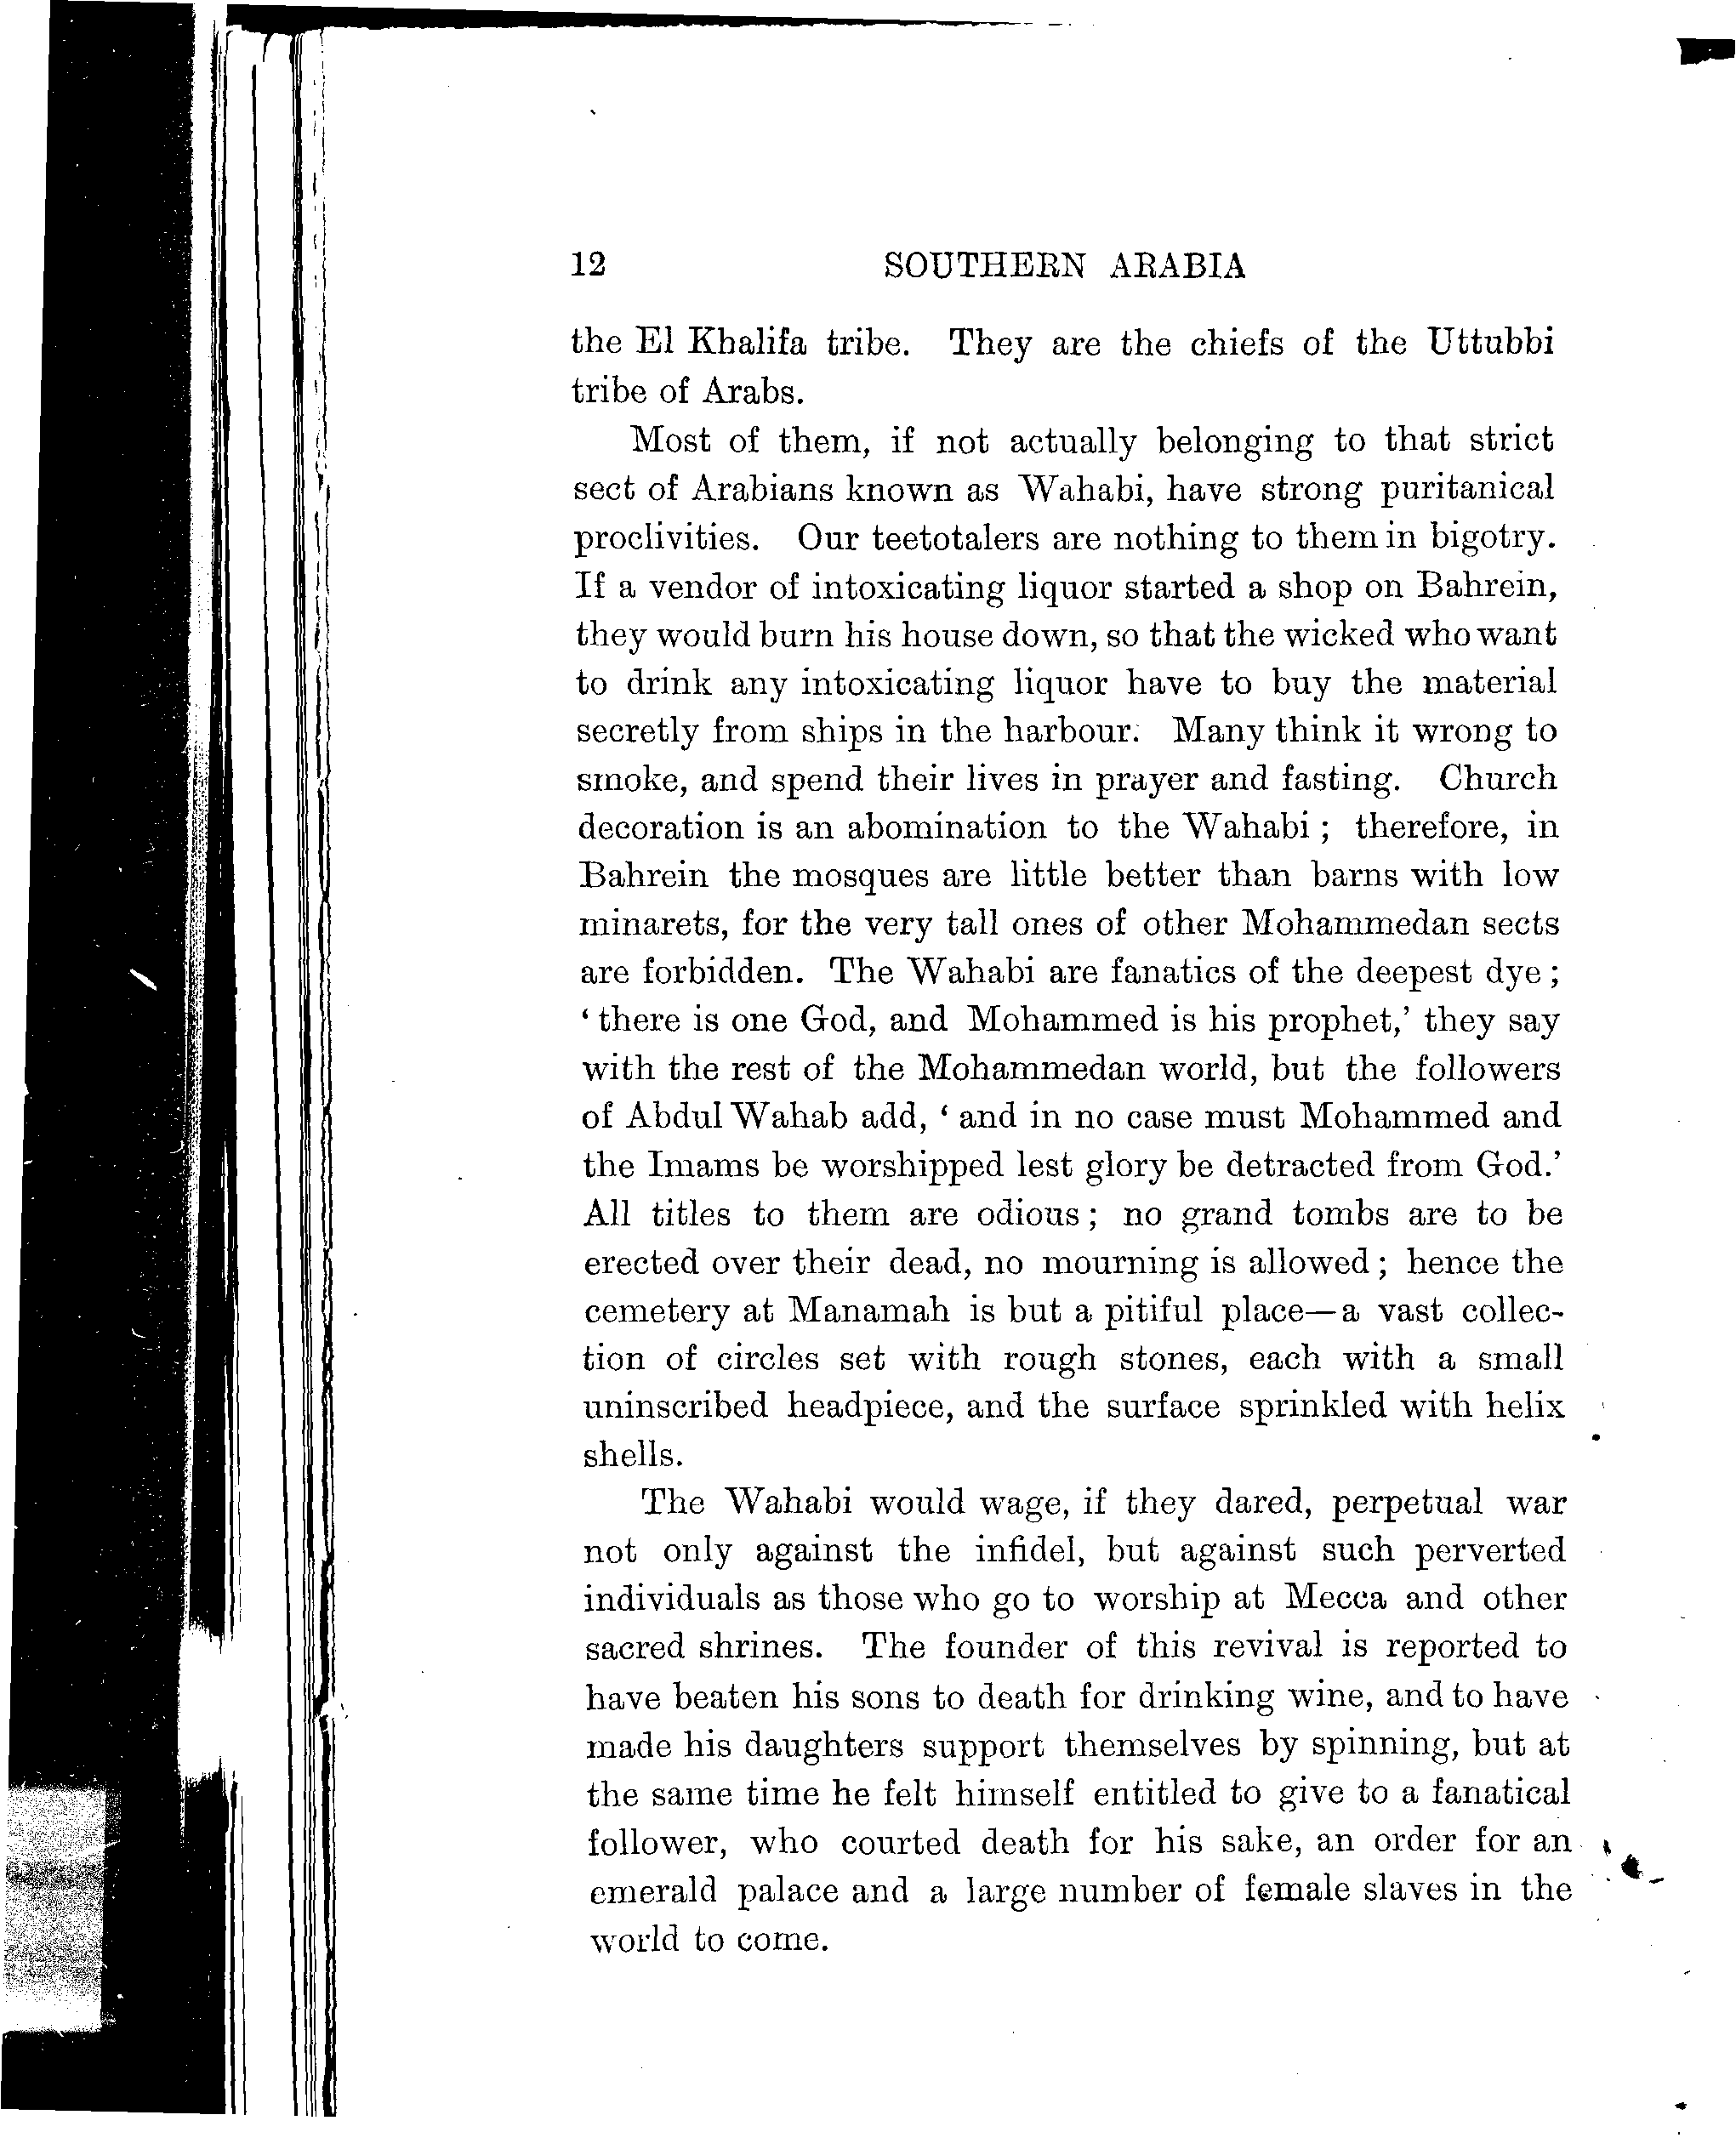 12 SOUTHERN ARABIA
the El Khalifa tribe. They are the chiefs of the Uttubbi
tribe of Arabs.
Most of them, if not actually belonging to that strict
sect of Arabians known as Wahabi, have strong puritanical
proclivities. Our teetotalers are nothing to them in bigotry.
If a vendor of intoxicating liquor started a shop on Bahrein,
they would burn his house down, so that the wicked who want
to drink any intoxicating liquor have to buy the material
secretly from ships in the harbour. Many think it wrong to
smoke, and spend their lives in prayer and fasting. Church
decoration is an abomination to the Wahabi; therefore, in
Bahrein the mosques are little better than barns with low
minarets, for the very tall ones of other Mohammedan sects
are forbidden. The Wahabi are fanatics of the deepest dye;
‘there is one God, and Mohammed is his prophet,’ they say
with the rest of the Mohammedan world, but the followers
of Abdul Wahab add, ‘and in no case must Mohammed and
the Imams be worshipped lest glory be detracted from God.’
All titles to them are odious; no grand tombs are to be
erected over their dead, no mourning is allowed; hence the
cemetery at Manamah is but a pitiful place—a vast collec-
tion of circles set with rough stones, each with a small
uninscribed headpiece, and the surface sprinkled with helix
shells.
The Wahabi would wage, if they dared, perpetual war
not only against the infidel, but against such perverted
individuals as those who go to worship at Mecca and other
sacred shrines. The founder of this revival is reported to
have beaten his sons to death for drinking wine, and to have
made his daughters support themselves by spinning, but at
the same time he felt himself entitled to give to a fanatical
follower, who courted death for his sake, an order for an
emerald palace and a large number of female slaves in the
world to come.